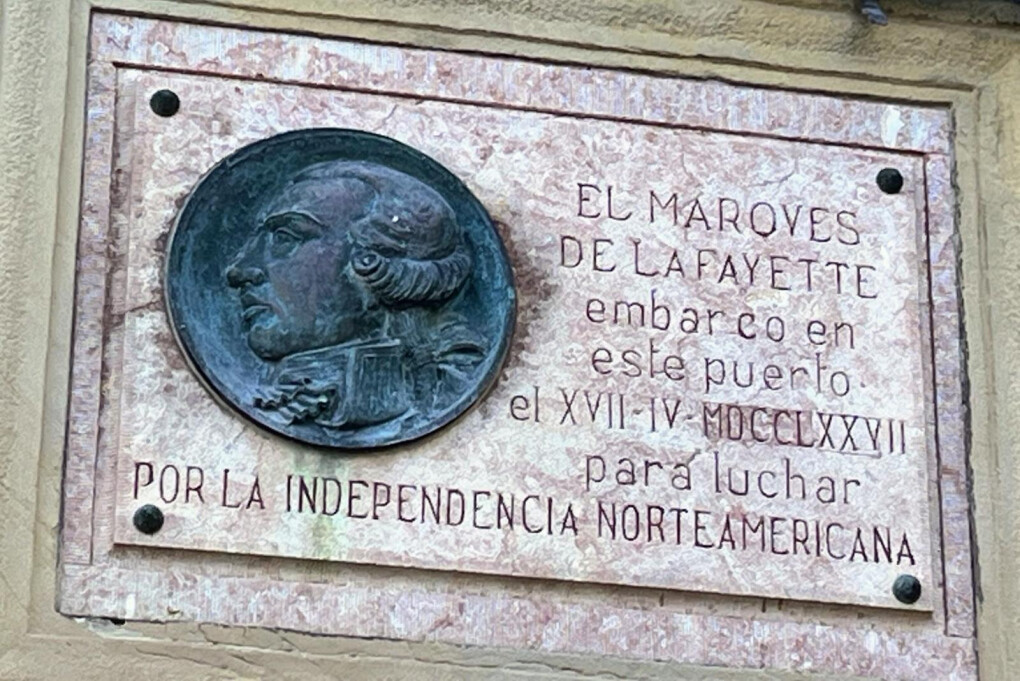 EL MARQVES
DE LAFAYETTE
embarco en
este puerto
el XVII-IV-MDCCLXXVII
para luchar
POR LA INDEPENDENCIA NORTEAMERICANA